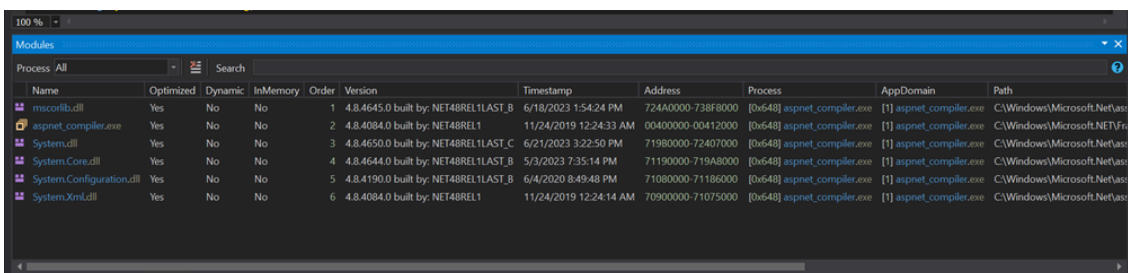 100 %
Modules
Process All Search
Name Optimized Dynamic InMemory Order Version Timestamp Address Process AppDomain Path
mscorlib.dll Yes No No 1 4.8.4645.0 built by: NET48REL1LAST_B 6/18/2023 1:54:24 PM 724A0000-738F8000 [0x648] aspnet_compiler.exe [1] aspnet_compiler.exe C:\Windows\Microsoft.Net\ass
aspnet_compiler.exe Yes No No 2 4.8.4084.0 built by: NET48REL1 11/24/2019 12:24:33 AM 00400000-00412000 [0x648] aspnet_compiler.exe [1] aspnet_compiler.exe C:\Windows\Microsoft.NET\Fra
System.dll Yes No No 3 4.8.4650.0 built by: NET48REL1LAST_C 6/21/2023 3:22:50 PM 71980000-72407000 [0x648] aspnet_compiler.exe [1] aspnet_compiler.exe C:\Windows\Microsoft.Net\ass
System.Core.dll Yes No No 4 4.8.4644.0 built by: NET48REL1LAST_B 5/3/2023 7:35:14 PM 71190000-719A8000 [0x648] aspnet_compiler.exe [1] aspnet_compiler.exe C:\Windows\Microsoft.Net\ass
System.Configuration.dll Yes No No 5 4.8.4190.0 built by: NET48REL1LAST_B 6/4/2020 8:49:48 PM 71080000-71186000 [0x648] aspnet_compiler.exe [1] aspnet_compiler.exe C:\Windows\Microsoft.Net\ass
System.Xml.dll Yes No No 6 4.8.4084.0 built by: NET48REL1 11/24/2019 12:24:14 AM 70900000-71075000 [0x648] aspnet_compiler.exe [1] aspnet_compiler.exe C:\Windows\Microsoft.Net\ass